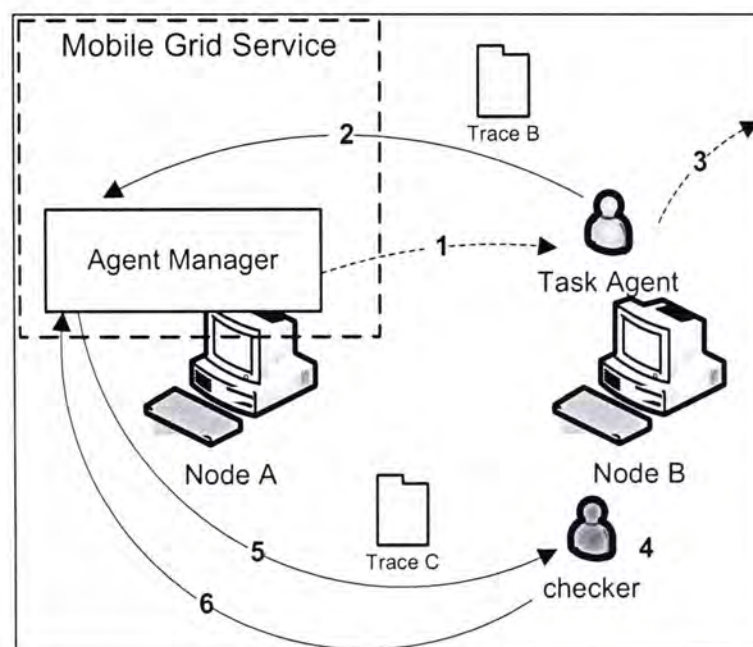 Mobile Grid Service
Trace B
2
3
Agent Manager
1
Task Agent
Node A
Node B
Trace C
5
4
checker
6